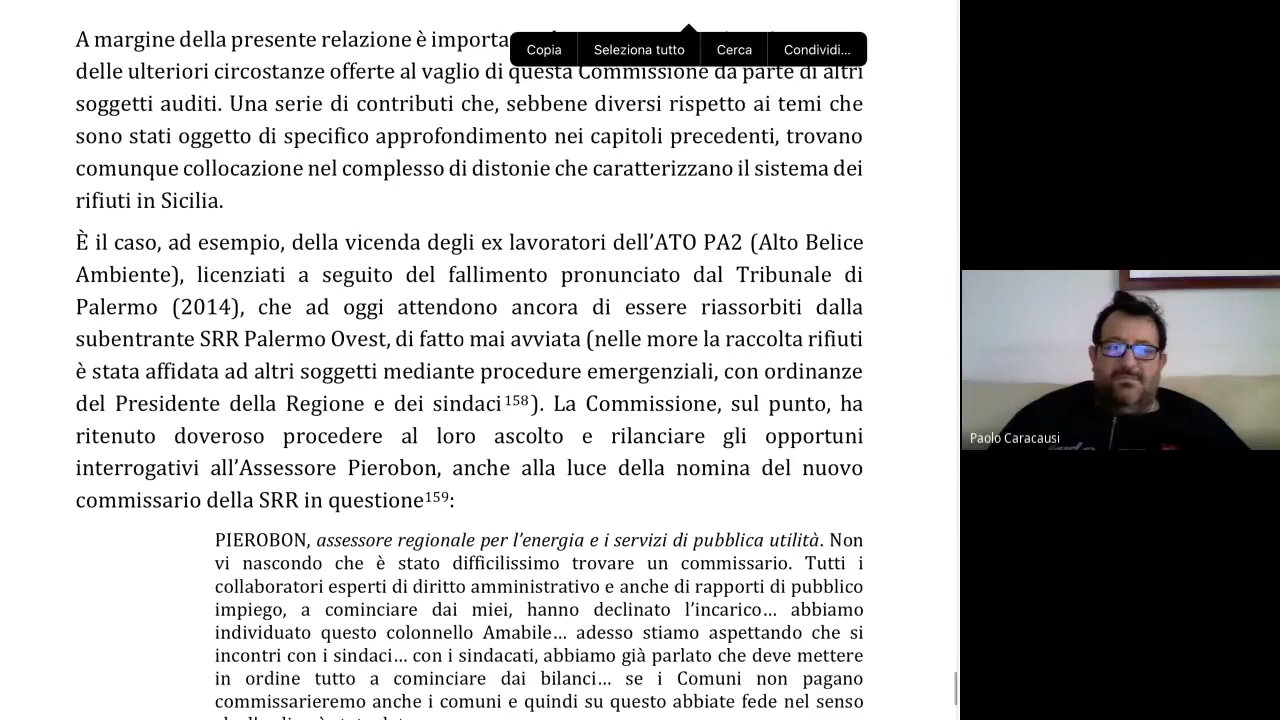 A margine della presente relazione è importa
Copia Seleziona tutto Cerca Condividi...
delle ulteriori circostanze offerte al vaglio di questa Commissione da parte di altri
soggetti auditi. Una serie di contributi che, sebbene diversi rispetto ai temi che
sono stati oggetto di specifico approfondimento nei capitoli precedenti, trovano
comunque collocazione nel complesso di distonie che caratterizzano il sistema dei
rifiuti in Sicilia.
È il caso, ad esempio, della vicenda degli ex lavoratori dell’ATO PA2 (Alto Belice
Ambiente), licenziati a seguito del fallimento pronunciato dal Tribunale di
Palermo (2014), che ad oggi attendono ancora di essere riassorbiti dalla
subentrante SRR Palermo Ovest, di fatto mai avviata (nelle more la raccolta rifiuti
è stata affidata ad altri soggetti mediante procedure emergenziali, con ordinanze
del Presidente della Regione e dei sindaci158). La Commissione, sul punto, ha
ritenuto doveroso procedere al loro ascolto e rilanciare gli opportuni
interrogativi all’Assessore Pierobon, anche alla luce della nomina del nuovo
commissario della SRR in questione159:
PIEROBON, assessore regionale per l’energia e i servizi di pubblica utilità. Non
vi nascondo che è stato difficilissimo trovare un commissario. Tutti i
collaboratori esperti di diritto amministrativo e anche di rapporti di pubblico
impiego, a cominciare dai miei, hanno declinato l’incarico… abbiamo
individuato questo colonnello Amabile… adesso stiamo aspettando che si
incontri con i sindaci… con i sindacati, abbiamo già parlato che deve mettere
in ordine tutto a cominciare dai bilanci… se i Comuni non pagano
commissarieremo anche i comuni e quindi su questo abbiate fede nel senso
Paolo Caracausi